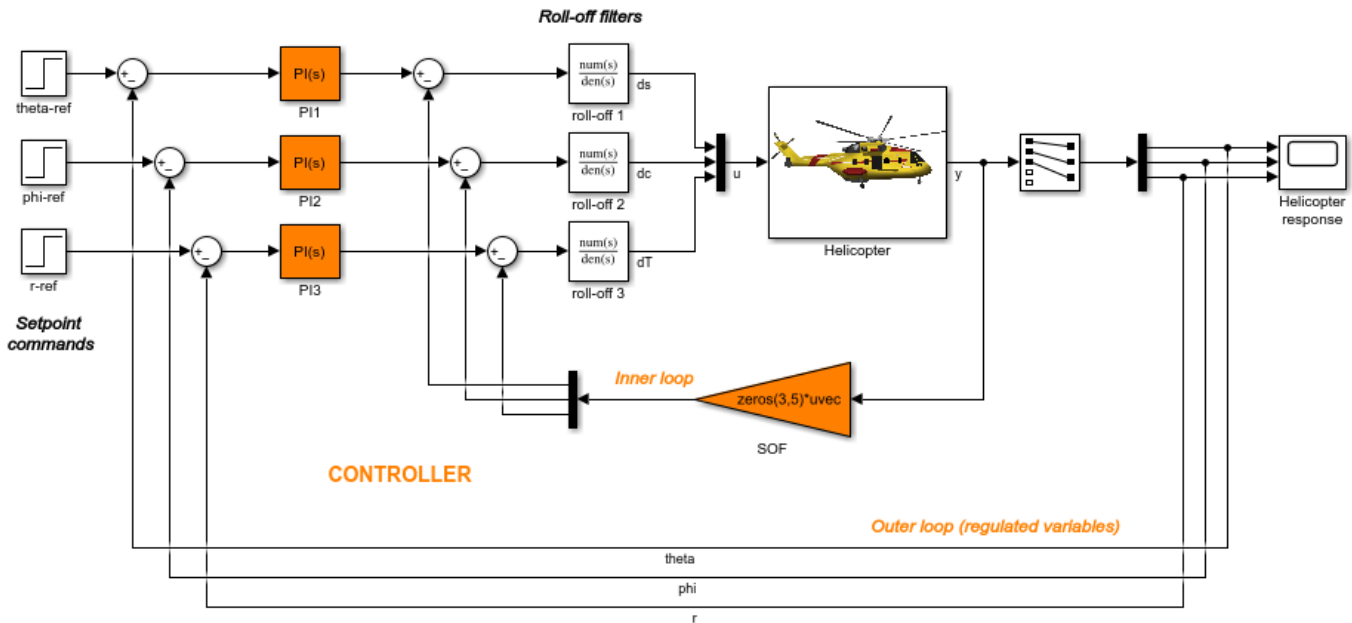 Roll-off filters
theta-ref
+
−
PI(s)
PI1
+
−
num(s)
den(s)
ds
roll-off 1
phi-ref
+
−
PI(s)
PI2
+
−
num(s)
den(s)
dc
roll-off 2
u
y
Helicopter
Helicopter
response
r-ref
+
−
PI(s)
PI3
+
−
num(s)
den(s)
dT
roll-off 3
Setpoint
commands
Inner loop
zeros(3,5)*uvec
SOF
CONTROLLER
Outer loop (regulated variables)
theta
phi
r